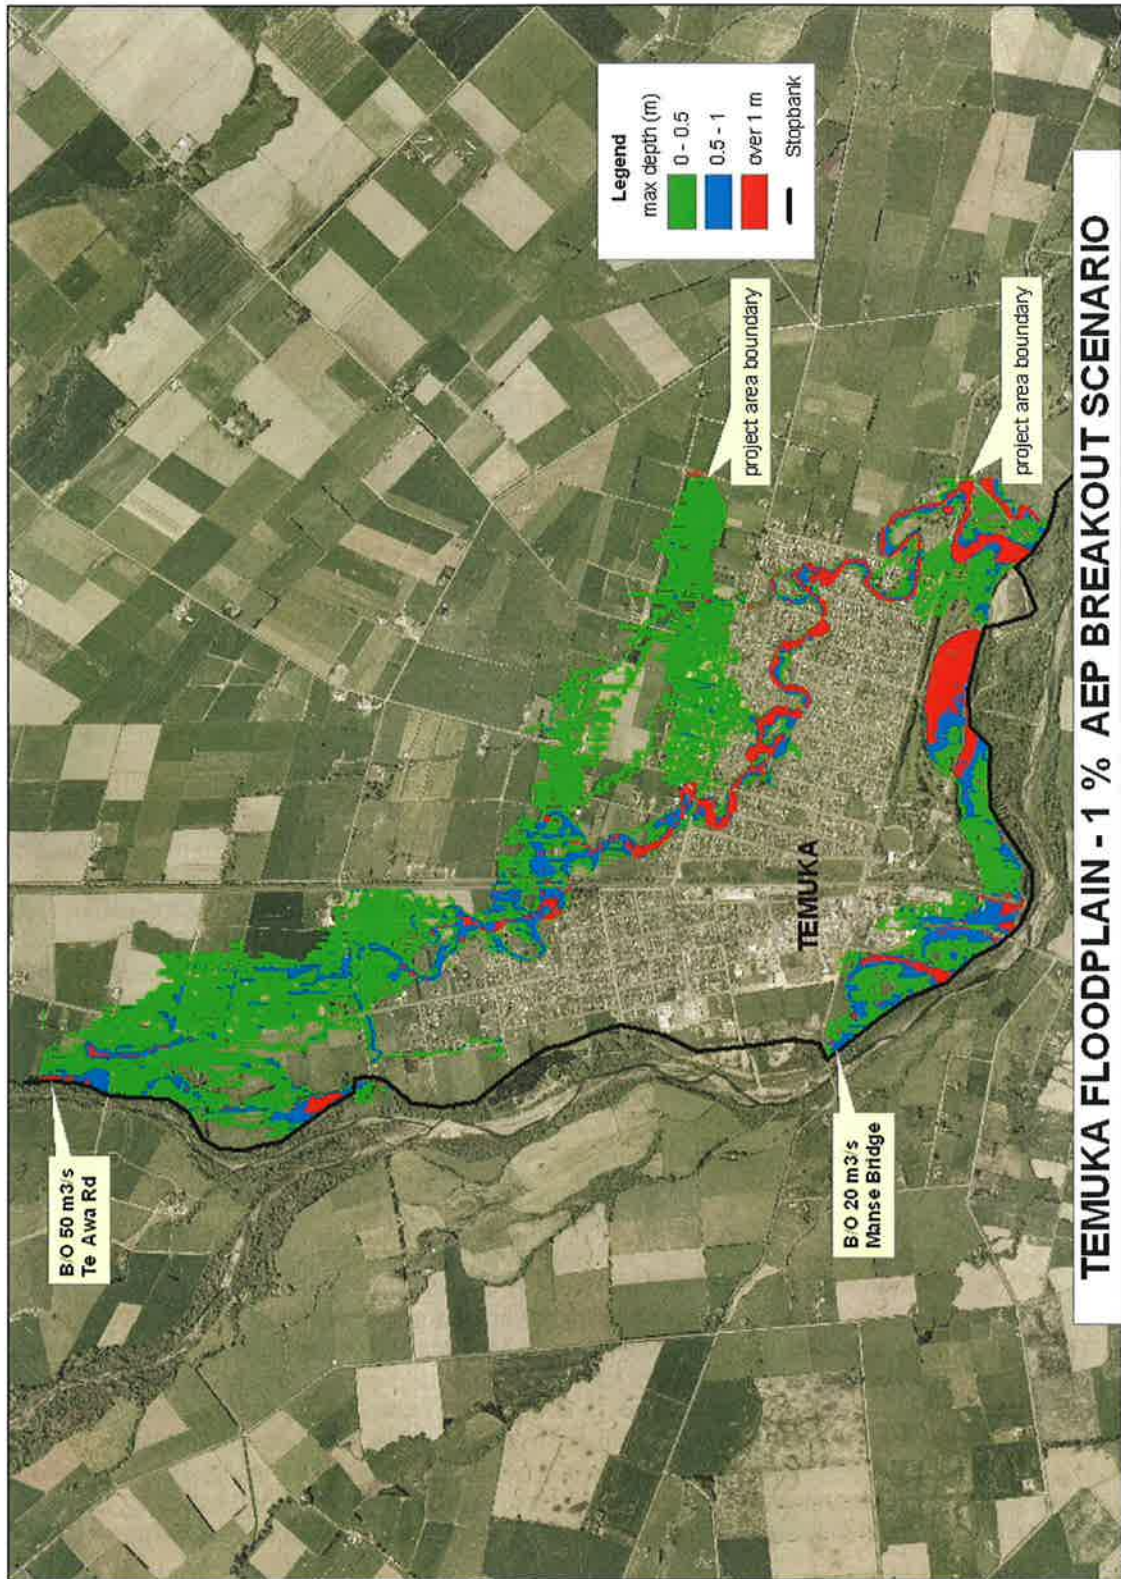 B/O 50 m3/s
Te Awa Rd
Legend
max depth (m)
0 - 0.5
0.5 - 1
over 1 m
Stopbank
project area boundary
TEMUKA
B/O 20 m3/s
Manse Bridge
project area boundary
TEMUKA FLOODPLAIN - 1 % AEP BREAKOUT SCENARIO